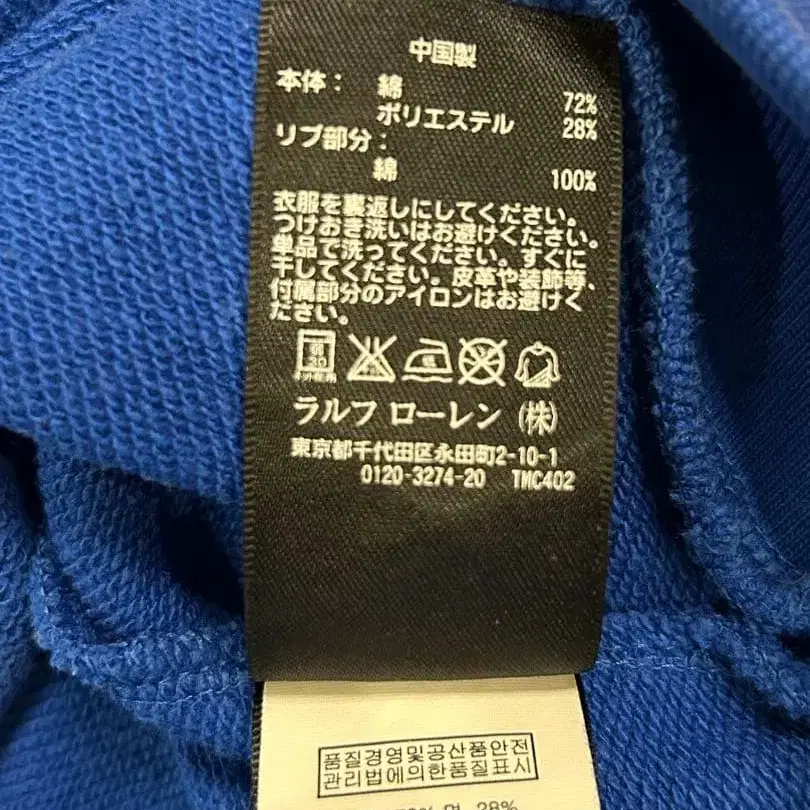 中国製
本体： 綿 72%
ポリエステル 28%
リブ部分：
綿 100%
衣服を裏返しにしてください。
つけおき洗いはお避けください。
単品で洗ってください。すぐに
干してください。皮革や装飾等、
付属部分のアイロンはお避けく
ださい。
ラルフ ローレン (株)
東京都千代田区永田町2-10-1
0120-3274-20 TMC402
품질경영및공산품안전
관리법에의한품질표시
면 28%